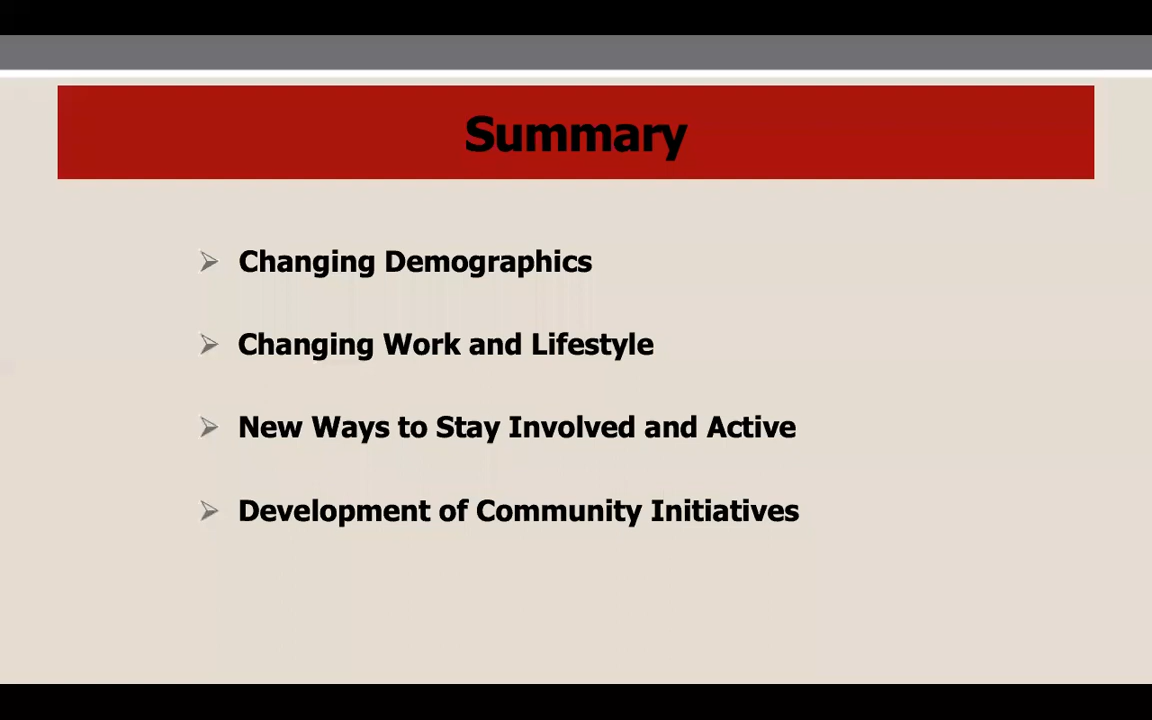 Summary
Changing Demographics
Changing Work and Lifestyle
New Ways to Stay Involved and Active
Development of Community Initiatives